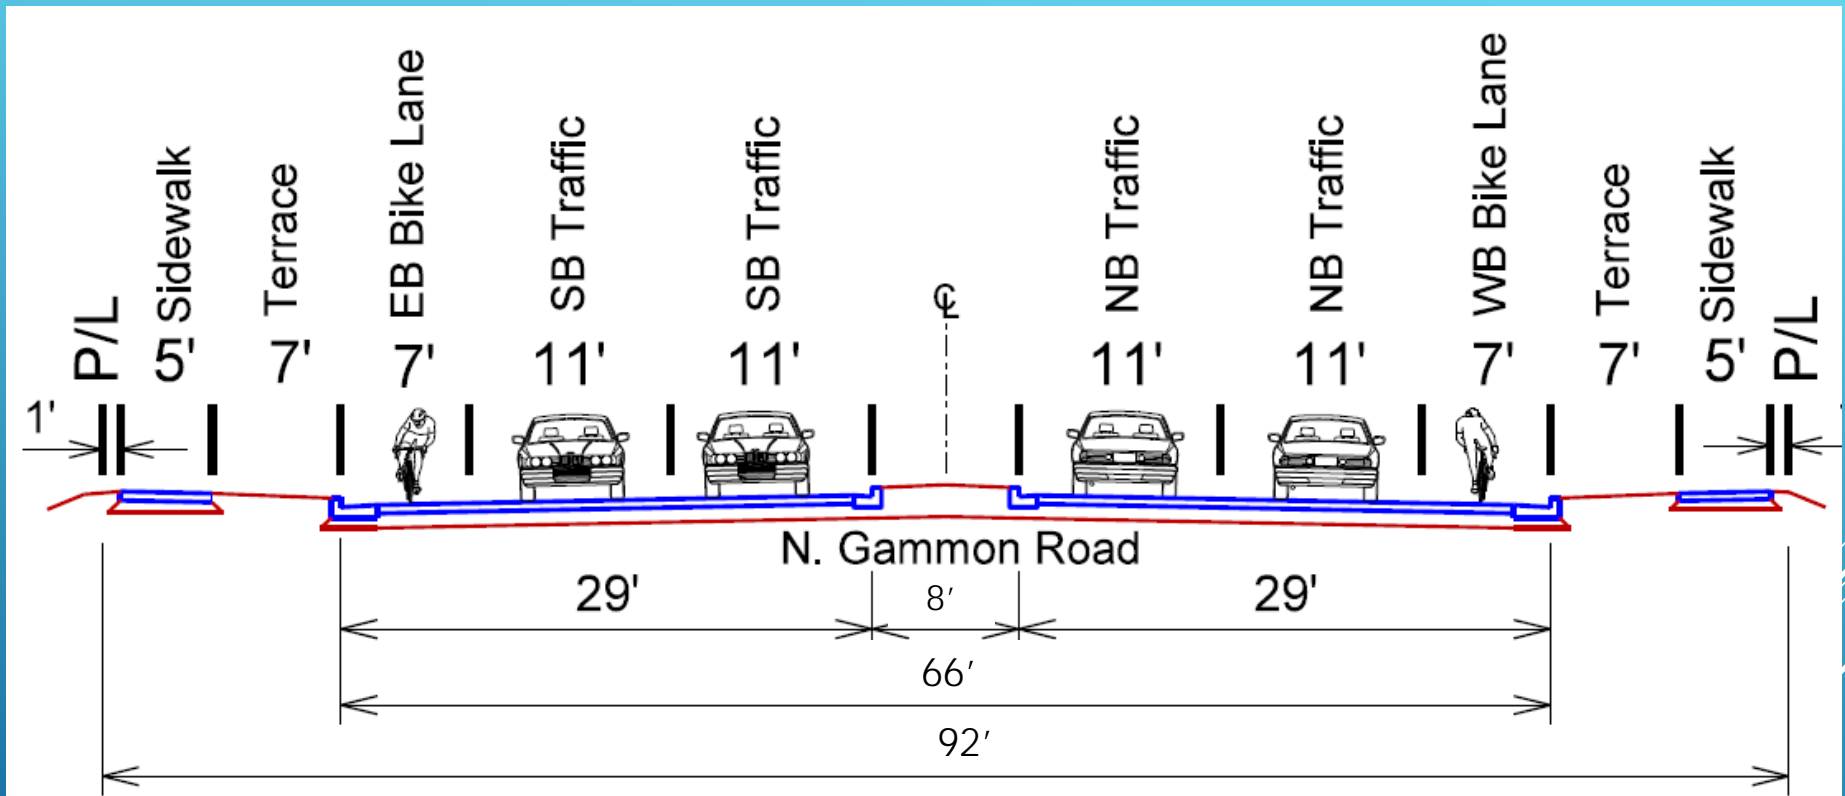 P/L
5' Sidewalk
7' Terrace
7' EB Bike Lane
11' SB Traffic
11' SB Traffic
℄
11' NB Traffic
11' NB Traffic
7' WB Bike Lane
7' Terrace
5' Sidewalk
P/L
1'
N. Gammon Road
29'
8'
29'
66'
92'